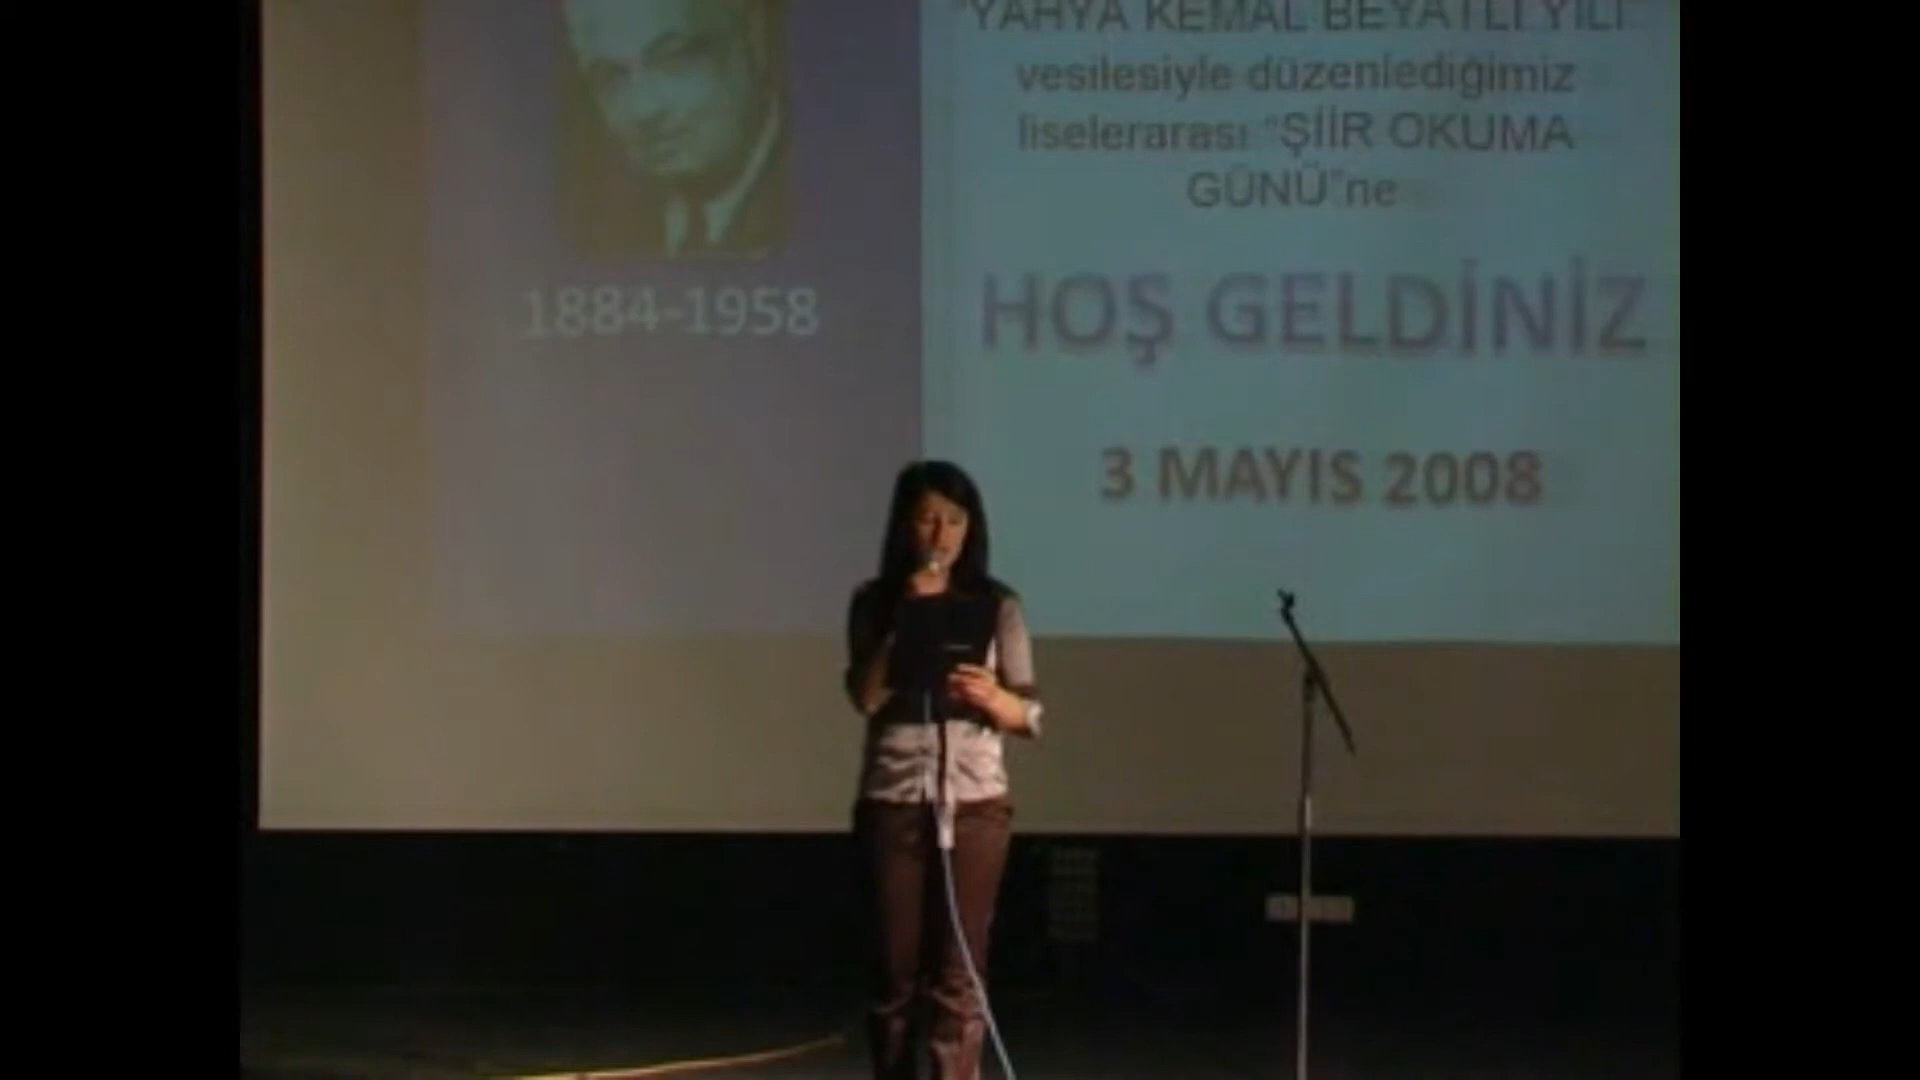 "YAHYA KEMAL BEYATLI YILI"
vesilesiyle düzenlediğimiz
liselerarası "ŞİİR OKUMA
GÜNÜ"ne
HOŞ GELDİNİZ
3 MAYIS 2008
1884-1958